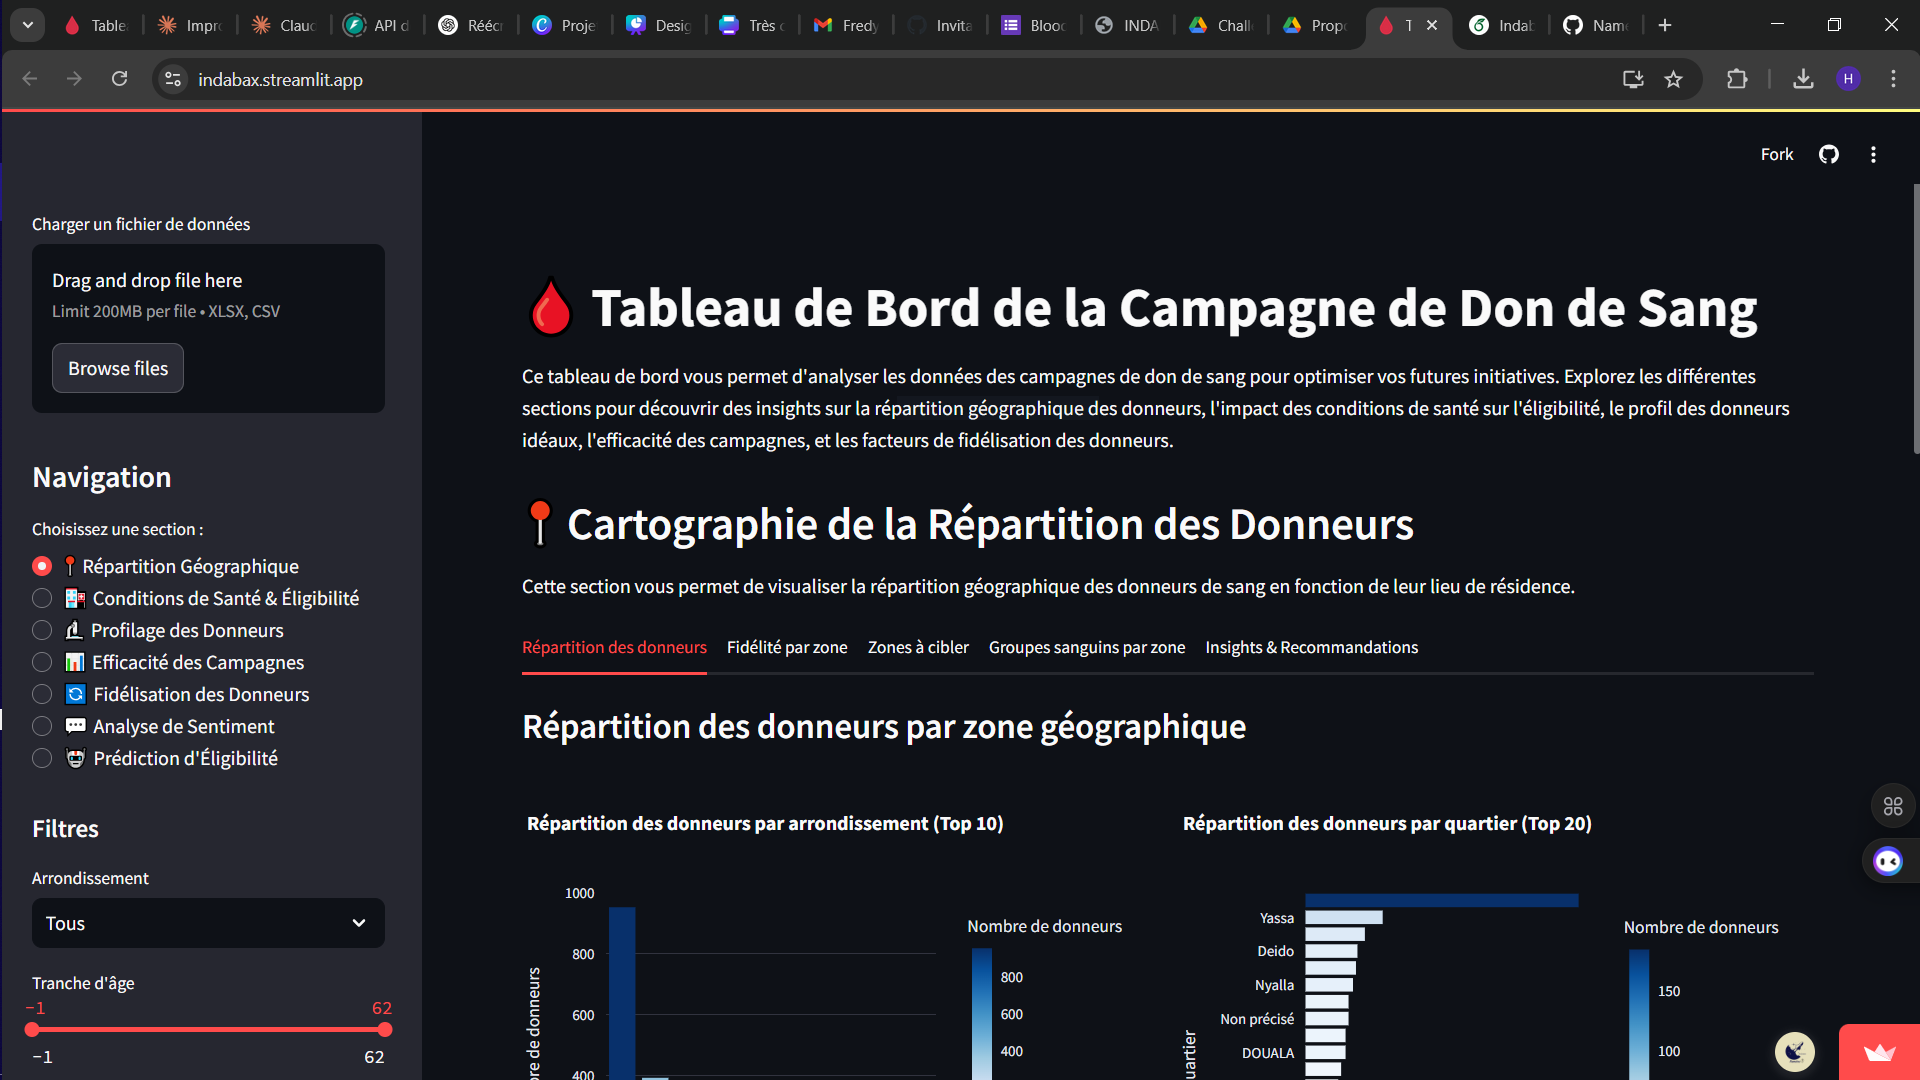 Table
Impro
Claud
API d
Réécr
Proje
Desig
Très c
Fredy
Invita
Blood
INDA
Chall
Propo
T
Indab
Name
indabax.streamlit.app
H
Fork
Charger un fichier de données
Drag and drop file here
Limit 200MB per file • XLSX, CSV
Browse files
Navigation
Choisissez une section :
Répartition Géographique
Conditions de Santé & Éligibilité
Profilage des Donneurs
Efficacité des Campagnes
Fidélisation des Donneurs
Analyse de Sentiment
Prédiction d'Éligibilité
Filtres
Arrondissement
Tous
Tranche d'âge
−1 62
−1 62
Tableau de Bord de la Campagne de Don de Sang
Ce tableau de bord vous permet d'analyser les données des campagnes de don de sang pour optimiser vos futures initiatives. Explorez les différentes
sections pour découvrir des insights sur la répartition géographique des donneurs, l'impact des conditions de santé sur l'éligibilité, le profil des donneurs
idéaux, l'efficacité des campagnes, et les facteurs de fidélisation des donneurs.
Cartographie de la Répartition des Donneurs
Cette section vous permet de visualiser la répartition géographique des donneurs de sang en fonction de leur lieu de résidence.
Répartition des donneurs Fidélité par zone Zones à cibler Groupes sanguins par zone Insights & Recommandations
Répartition des donneurs par zone géographique
Répartition des donneurs par arrondissement (Top 10)
1000
800
600
400
bre de donneurs
Nombre de donneurs
800
600
400
Répartition des donneurs par quartier (Top 20)
Yassa
Deido
Nyalla
Non précisé
DOUALA
uartier
Nombre de donneurs
150
100